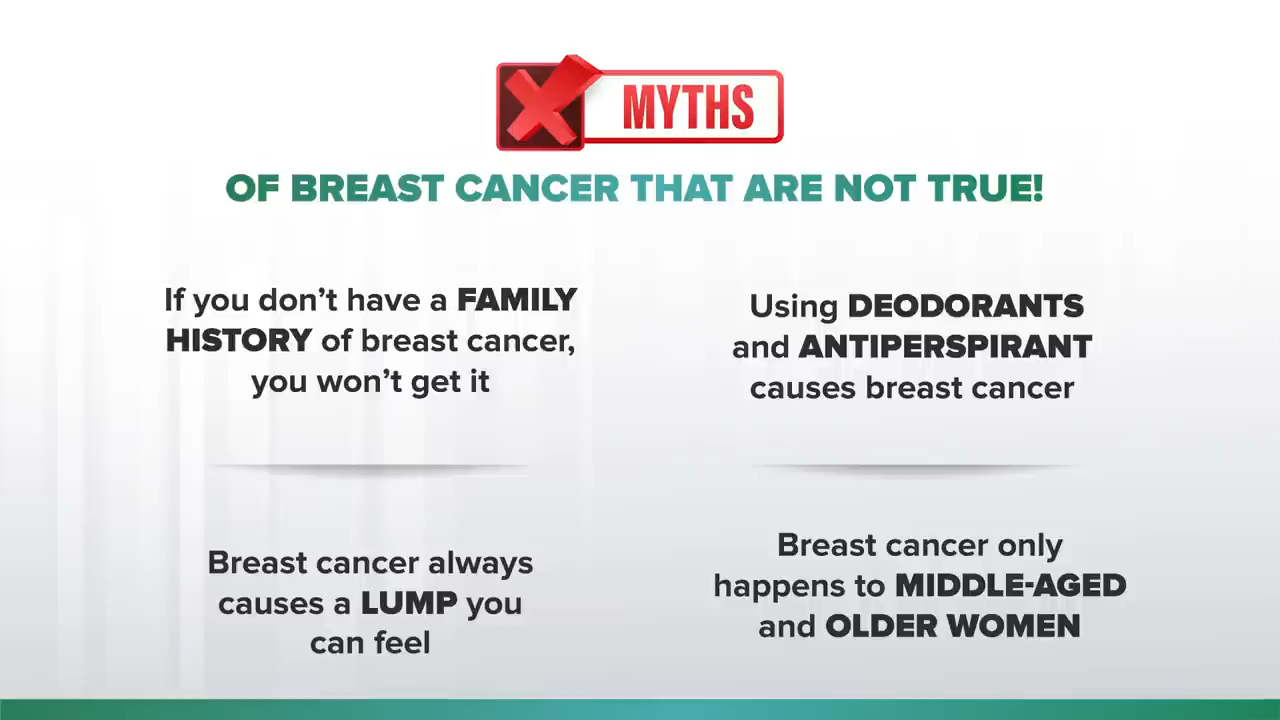 MYTHS
OF BREAST CANCER THAT ARE NOT TRUE!
If you don’t have a FAMILY
HISTORY of breast cancer,
you won’t get it
Using DEODORANTS
and ANTIPERSPIRANT
causes breast cancer
Breast cancer always
causes a LUMP you
can feel
Breast cancer only
happens to MIDDLE-AGED
and OLDER WOMEN